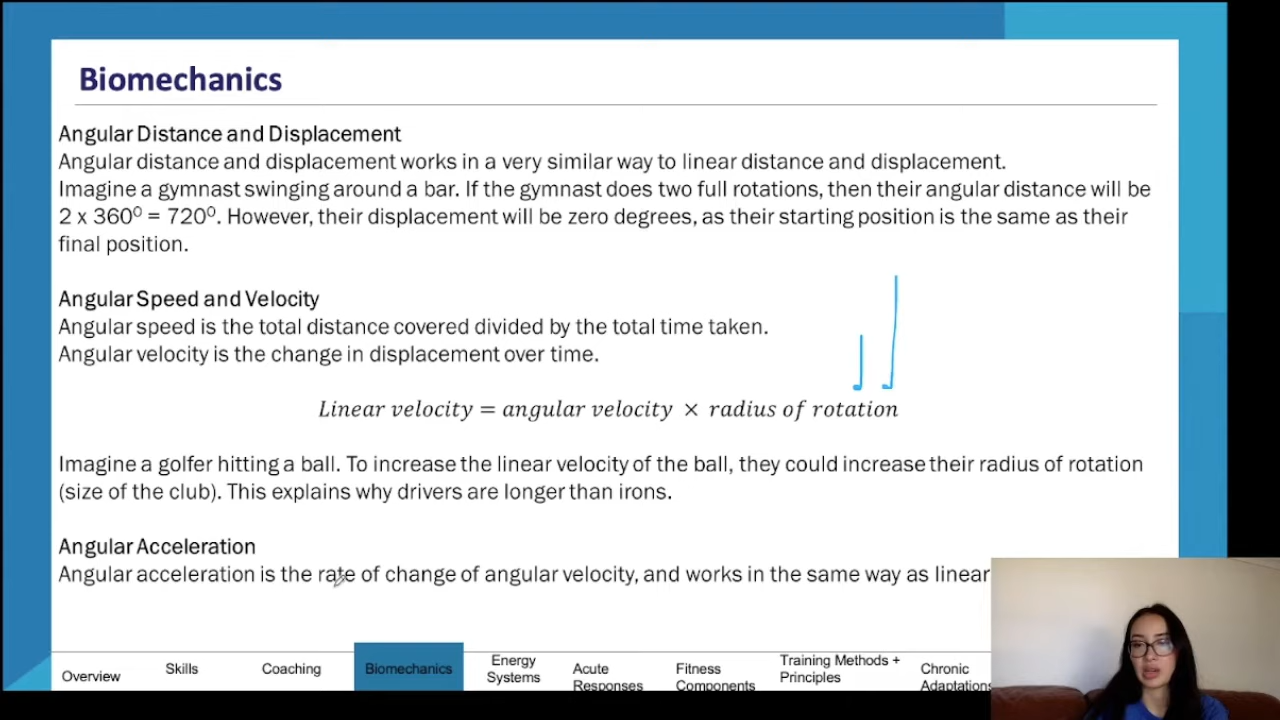 Biomechanics
Angular Distance and Displacement
Angular distance and displacement works in a very similar way to linear distance and displacement.
Imagine a gymnast swinging around a bar. If the gymnast does two full rotations, then their angular distance will be
2 x 360⁰ = 720⁰. However, their displacement will be zero degrees, as their starting position is the same as their
final position.
Angular Speed and Velocity
Angular speed is the total distance covered divided by the total time taken.
Angular velocity is the change in displacement over time.
Linear velocity = angular velocity × radius of rotation
Imagine a golfer hitting a ball. To increase the linear velocity of the ball, they could increase their radius of rotation
(size of the club). This explains why drivers are longer than irons.
Angular Acceleration
Angular acceleration is the rate of change of angular velocity, and works in the same way as linear
Overview
Skills
Coaching
Biomechanics
Energy
Systems
Acute
Responses
Fitness
Components
Training Methods +
Principles
Chronic
Adaptations